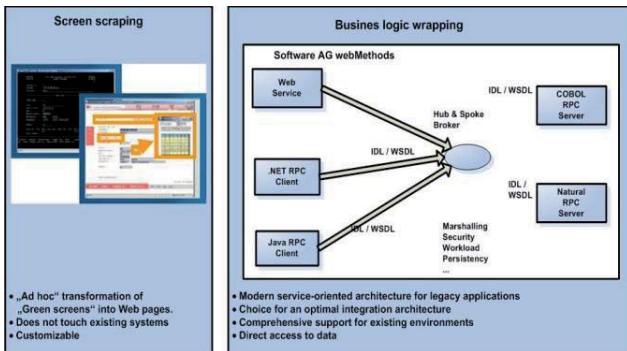 Screen scraping
„Ad hoc“ transformation of
„Green screens“ into Web pages.
Does not touch existing systems
Customizable
Busines logic wrapping
Software AG webMethods
Web
Service
.NET RPC
Client
Java RPC
Client
IDL / WSDL
IDL / WSDL
Hub & Spoke
Broker
Marshalling
Security
Workload
Persistency
...
IDL / WSDL
COBOL
RPC
Server
IDL /
WSDL
Natural
RPC
Server
Modern service-oriented architecture for legacy applications
Choice for an optimal integration architecture
Comprehensive support for existing environments
Direct access to data